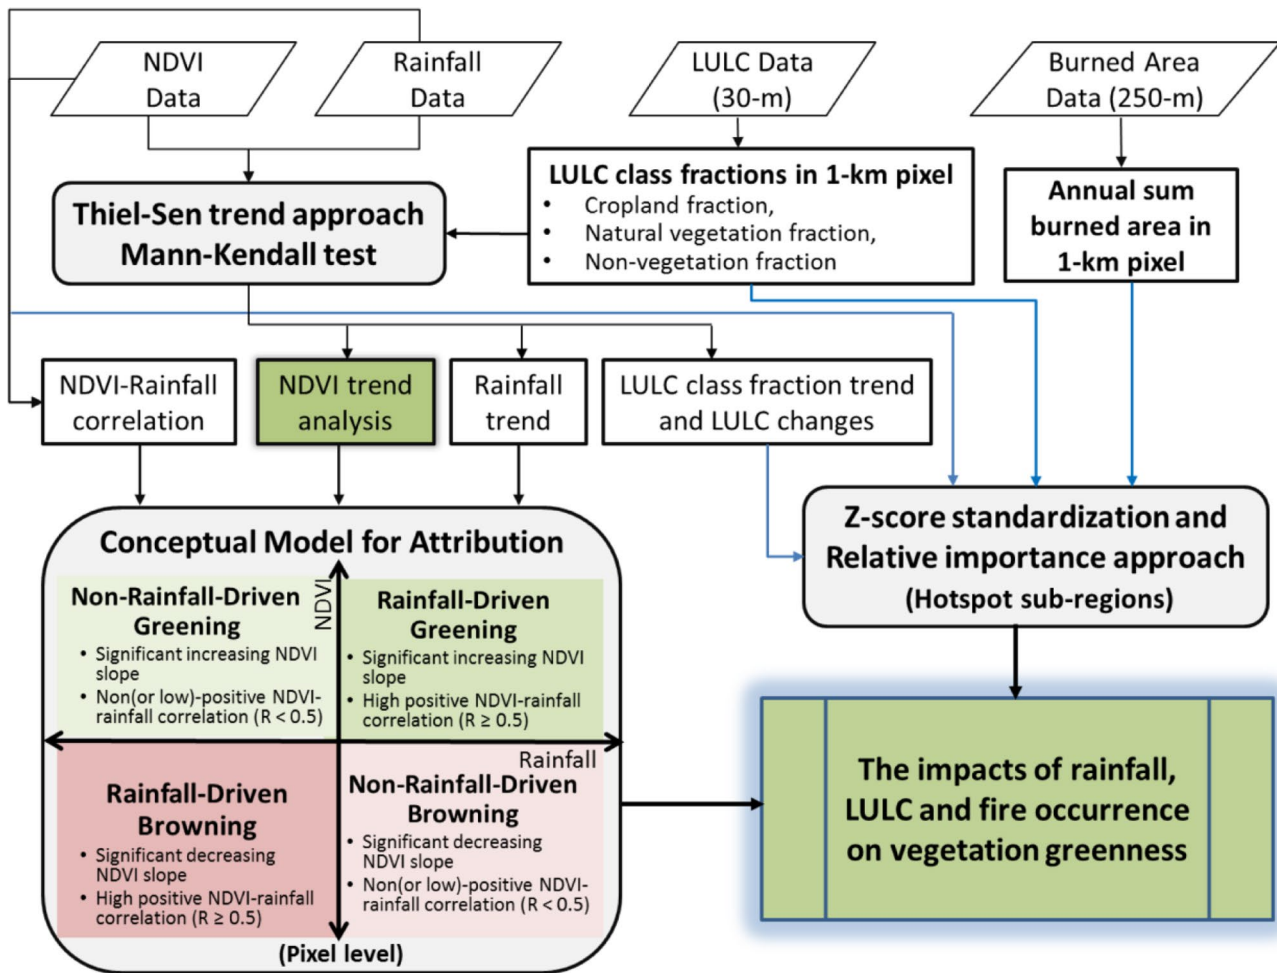 NDVI
Data
Rainfall
Data
LULC Data
(30-m)
Burned Area
Data (250-m)
Thiel-Sen trend approach
Mann-Kendall test
LULC class fractions in 1-km pixel
• Cropland fraction,
• Natural vegetation fraction,
• Non-vegetation fraction
Annual sum
burned area in
1-km pixel
NDVI-Rainfall
correlation
NDVI trend
analysis
Rainfall
trend
LULC class fraction trend
and LULC changes
Z-score standardization and
Relative importance approach
(Hotspot sub-regions)
Conceptual Model for Attribution
NDVI
Non-Rainfall-Driven
Greening
• Significant increasing NDVI
slope
• Non(or low)-positive NDVI-
rainfall correlation (R < 0.5)
Rainfall-Driven
Greening
• Significant increasing NDVI
slope
• High positive NDVI-rainfall
correlation (R ≥ 0.5)
Rainfall
Rainfall-Driven
Browning
• Significant decreasing
NDVI slope
• High positive NDVI-rainfall
correlation (R ≥ 0.5)
Non-Rainfall-Driven
Browning
• Significant decreasing
NDVI slope
• Non(or low)-positive NDVI-
rainfall correlation (R < 0.5)
(Pixel level)
The impacts of rainfall,
LULC and fire occurrence
on vegetation greenness